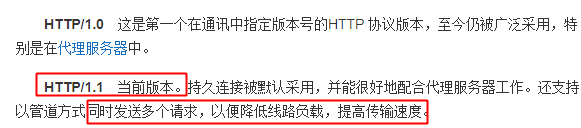 HTTP/1.0 这是第一个在通讯中指定版本号的HTTP 协议版本，至今仍被广泛采用，特
别是在代理服务器中。
HTTP/1.1 当前版本。持久连接被默认采用，并能很好地配合代理服务器工作。还支持
以管道方式同时发送多个请求，以便降低线路负载，提高传输速度。